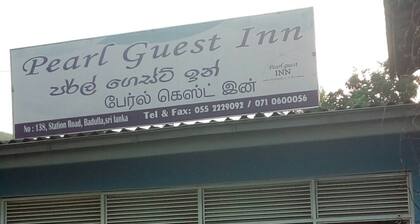 Pearl Guest Inn
පර්ල් ගෙස්ට් ඉන්
பேர்ல் கெஸ்ட் இன்
Pearl guest
INN
No : 138, Station Road, Badulla,sri lanka
Tel & Fax: 055 2229092 / 071 0600056